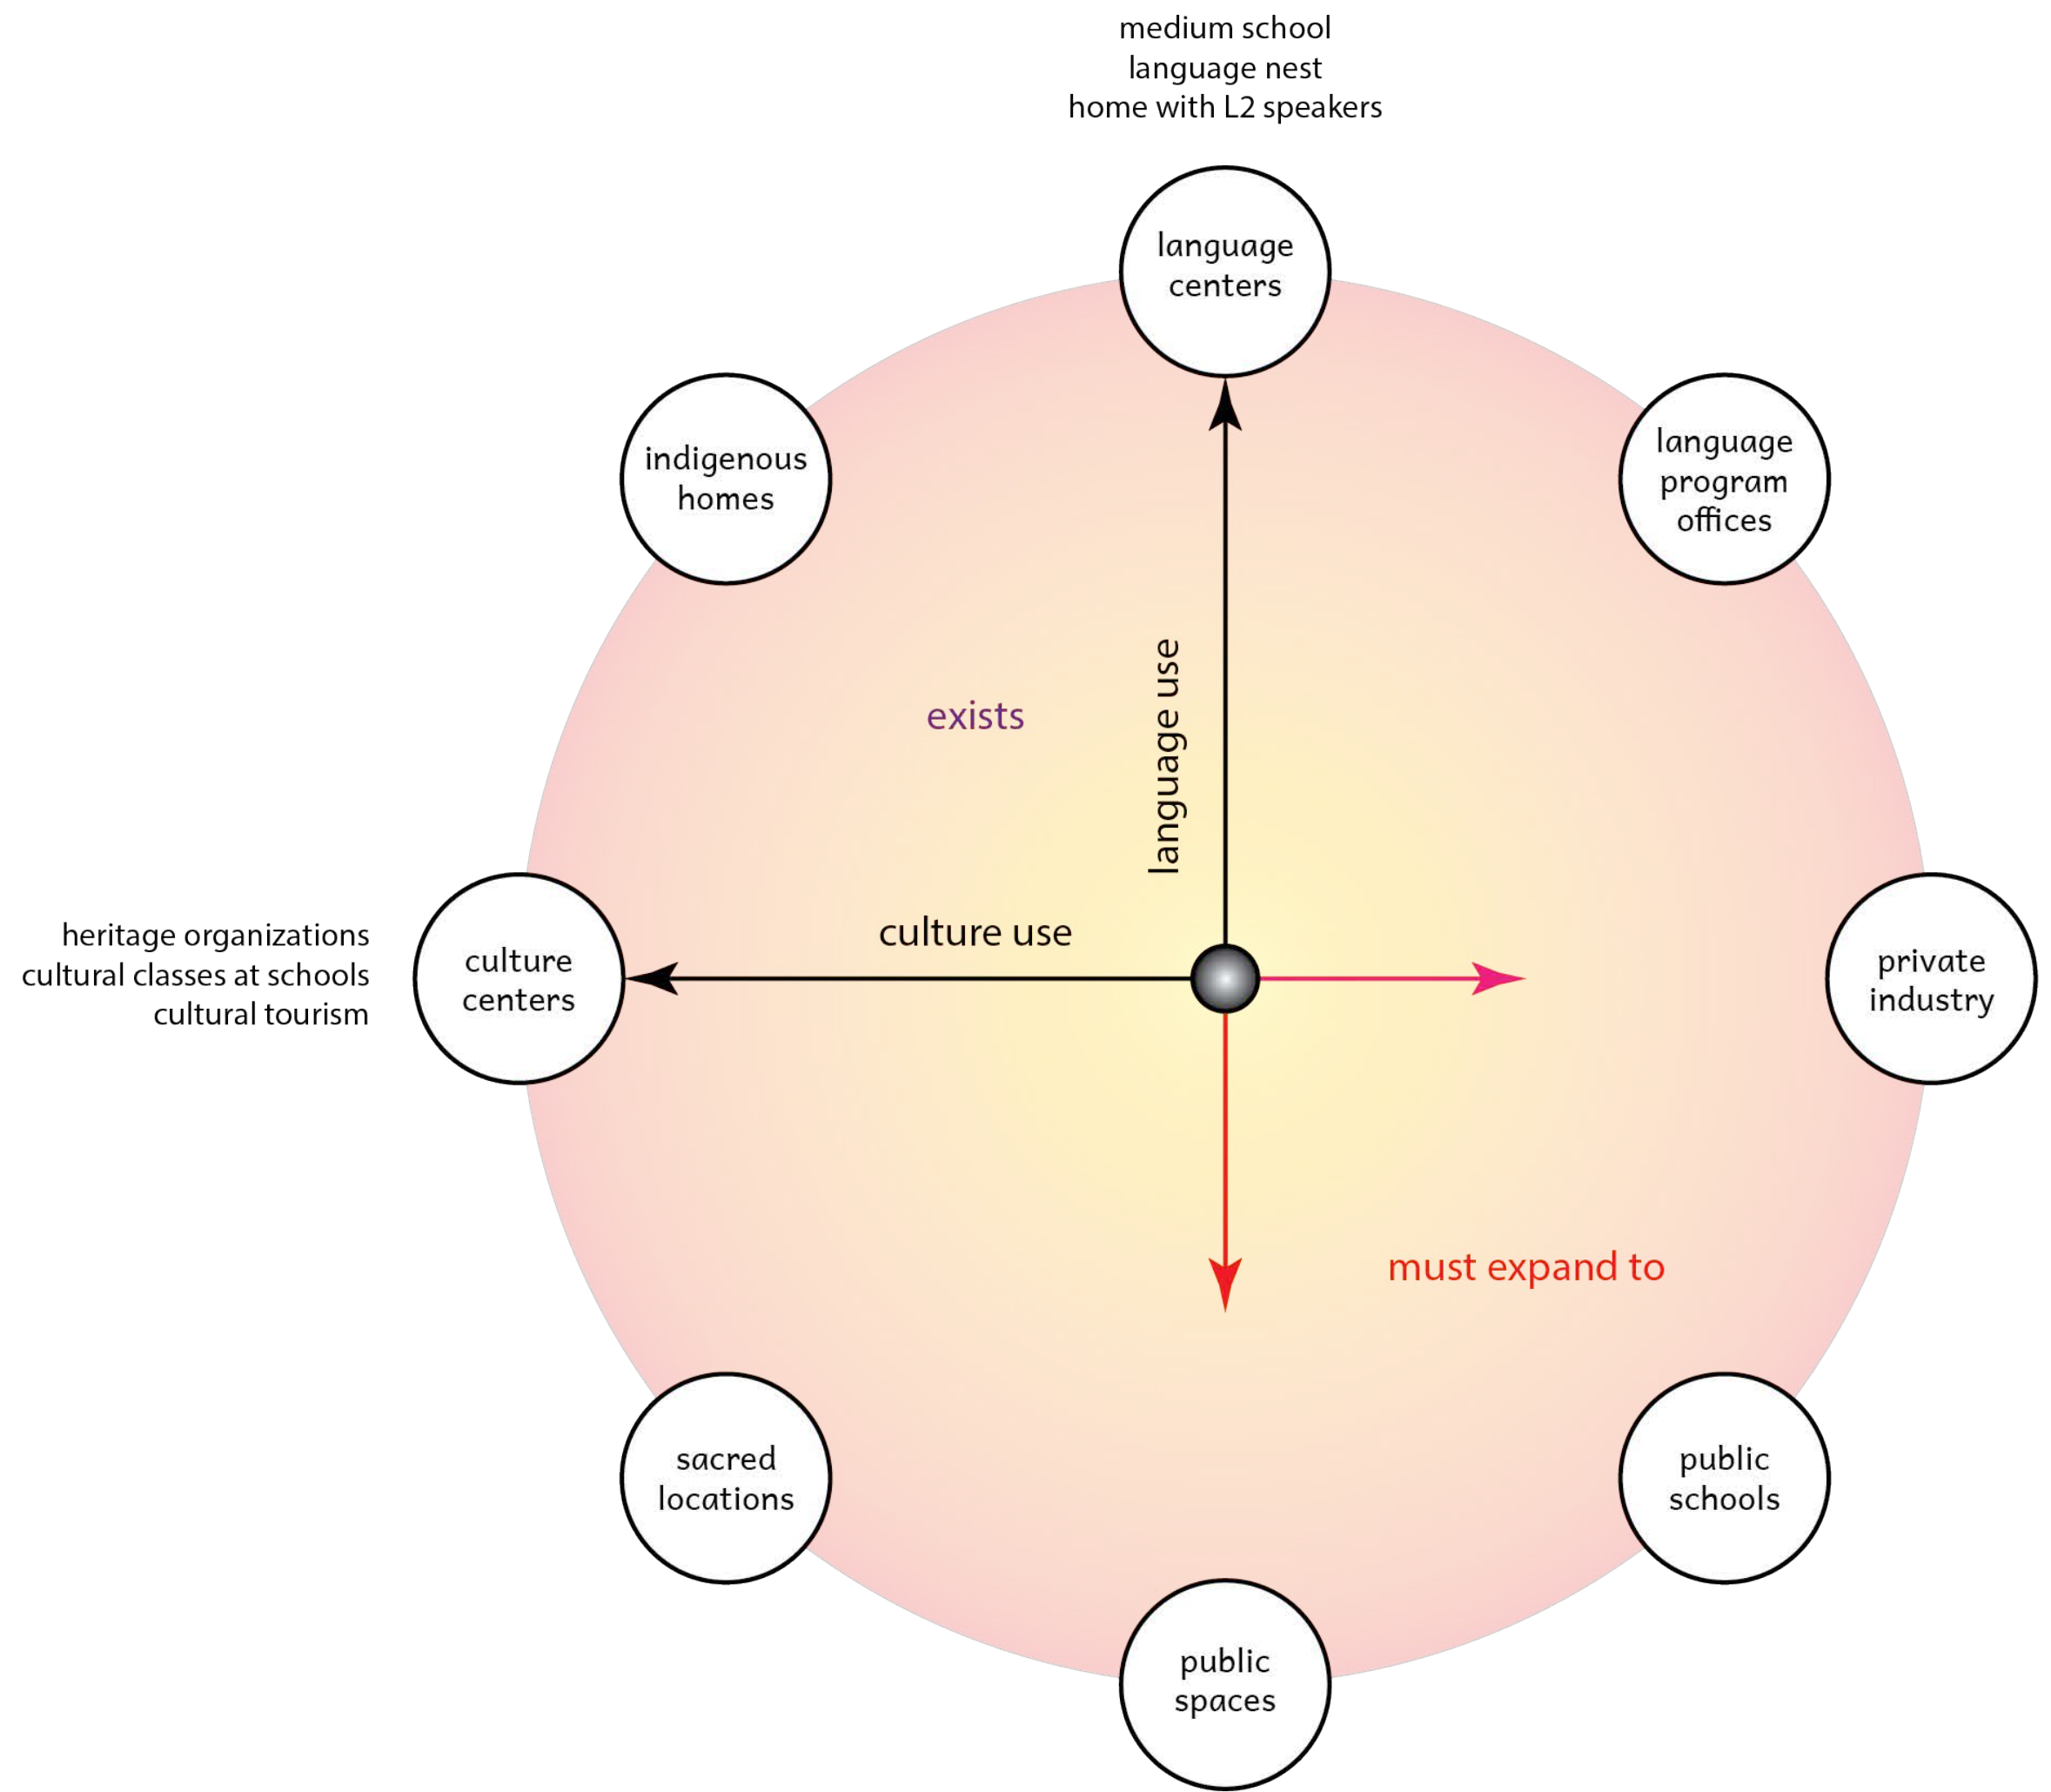 medium school
language nest
home with L2 speakers
language
centers
indigenous
homes
language
program
offices
exists
language use
culture use
heritage organizations
cultural classes at schools
cultural tourism
culture
centers
private
industry
must expand to
sacred
locations
public
schools
public
spaces